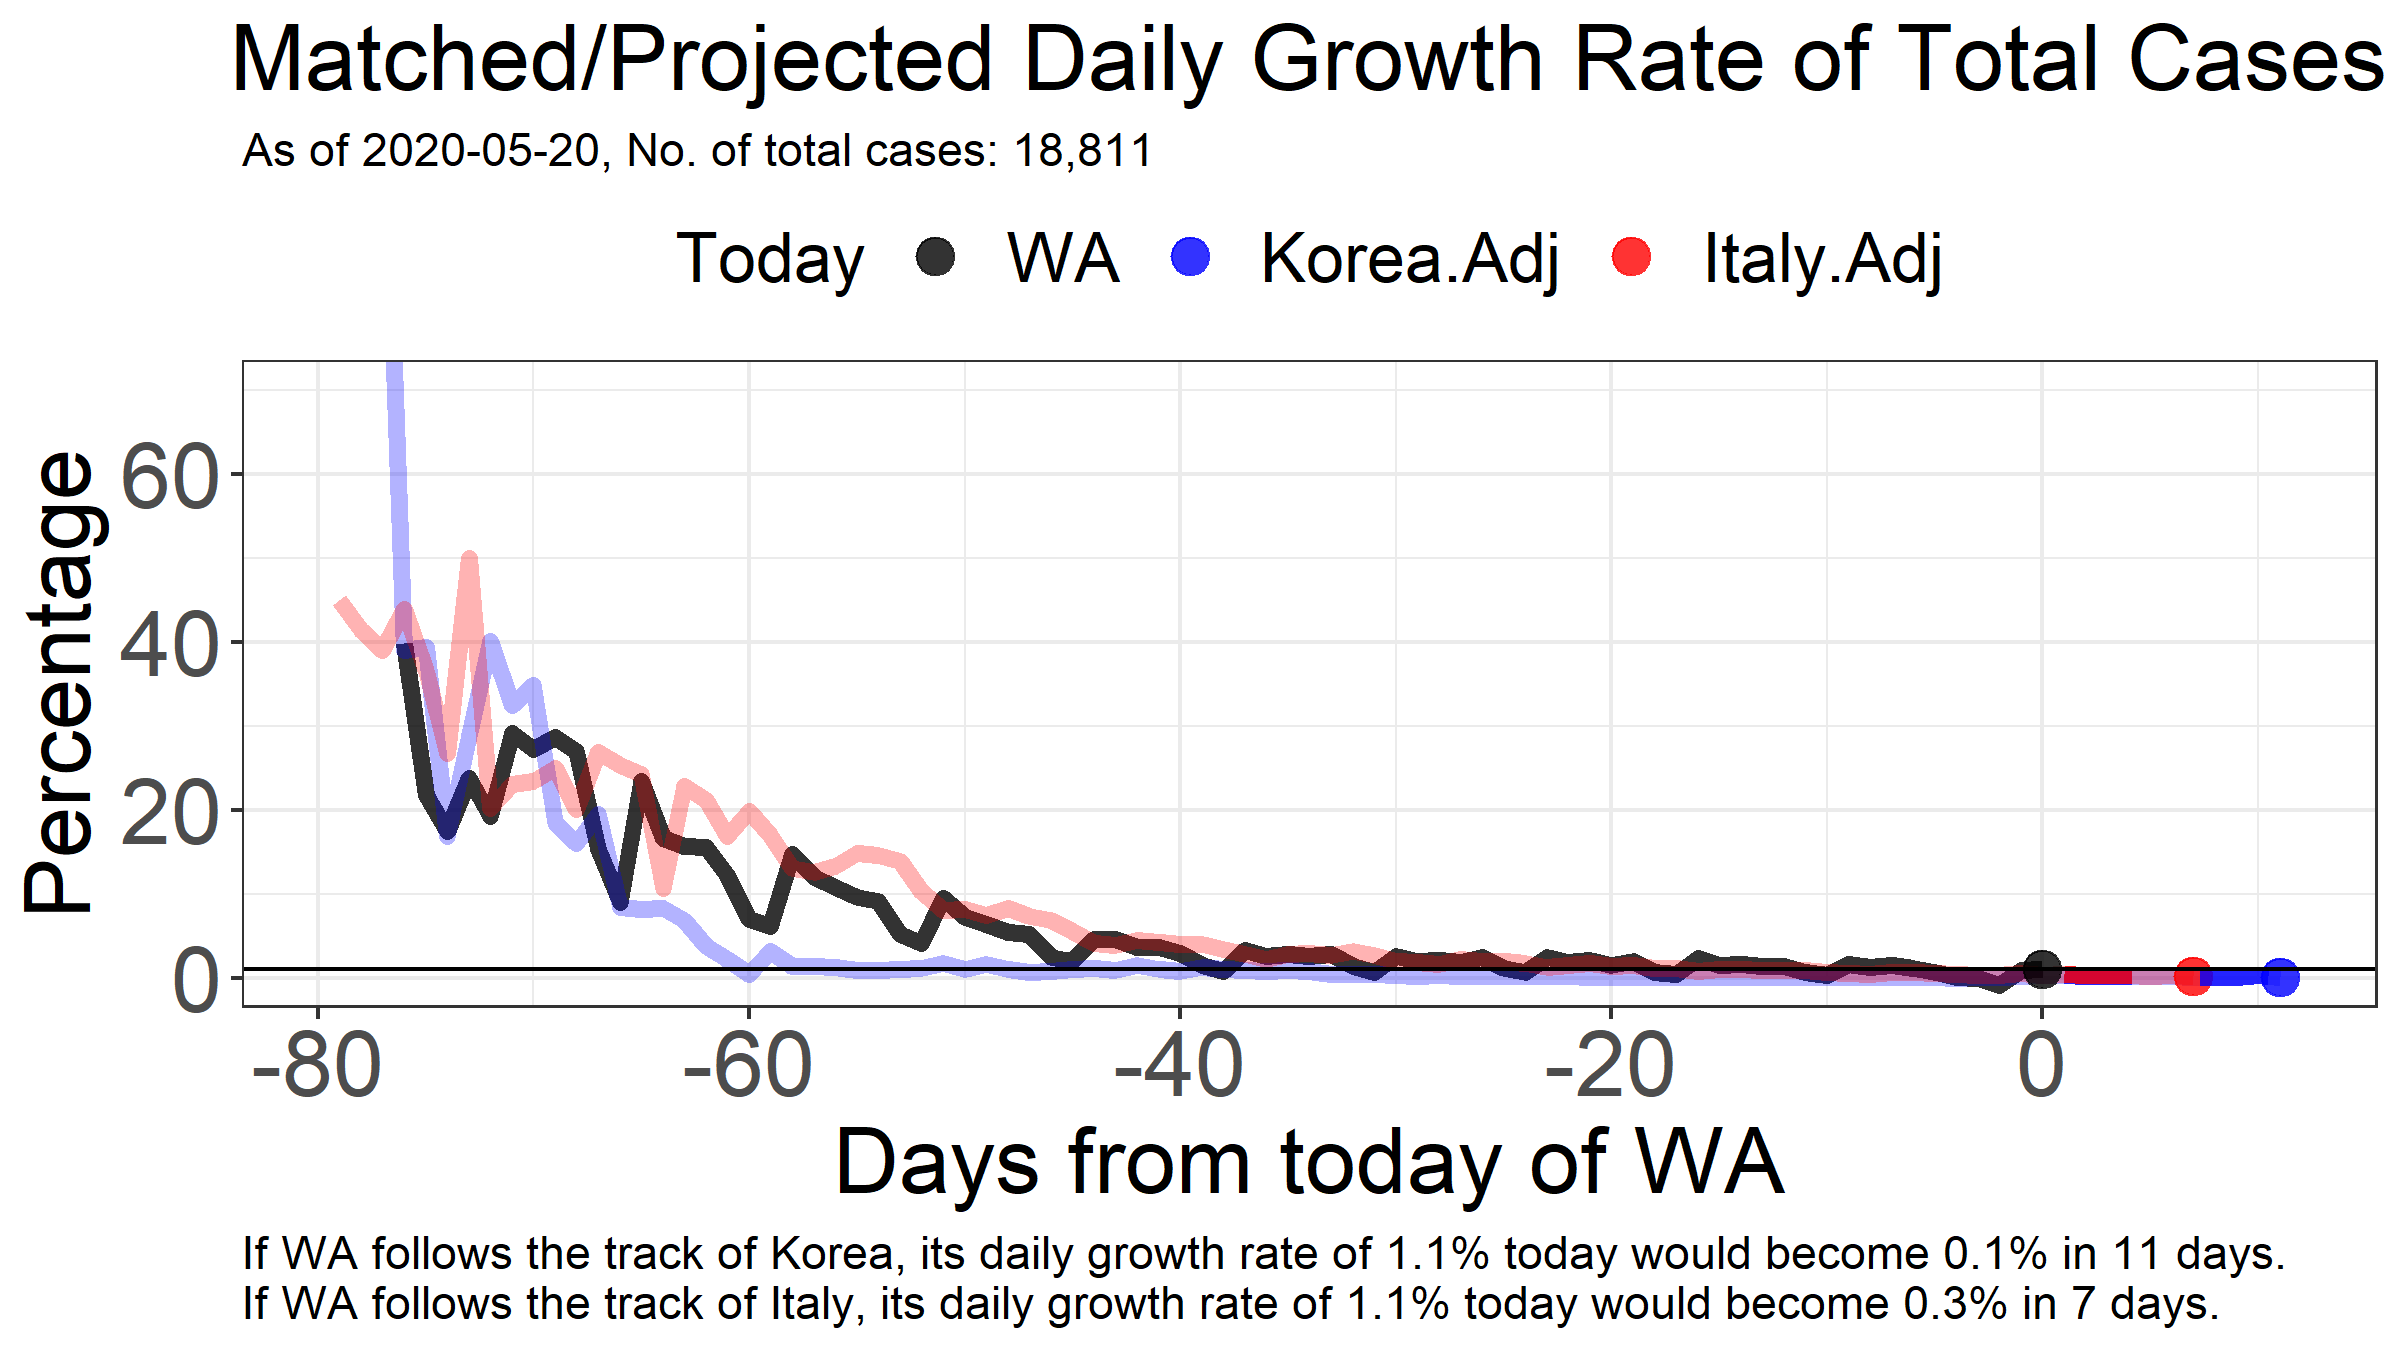 Matched/Projected Daily Growth Rate of Total Cases
As of 2020-05-20, No. of total cases: 18,811
Today WA Korea.Adj Italy.Adj
Percentage
60
40
20
0
-80 -60 -40 -20 0
Days from today of WA
If WA follows the track of Korea, its daily growth rate of 1.1% today would become 0.1% in 11 days.
If WA follows the track of Italy, its daily growth rate of 1.1% today would become 0.3% in 7 days.